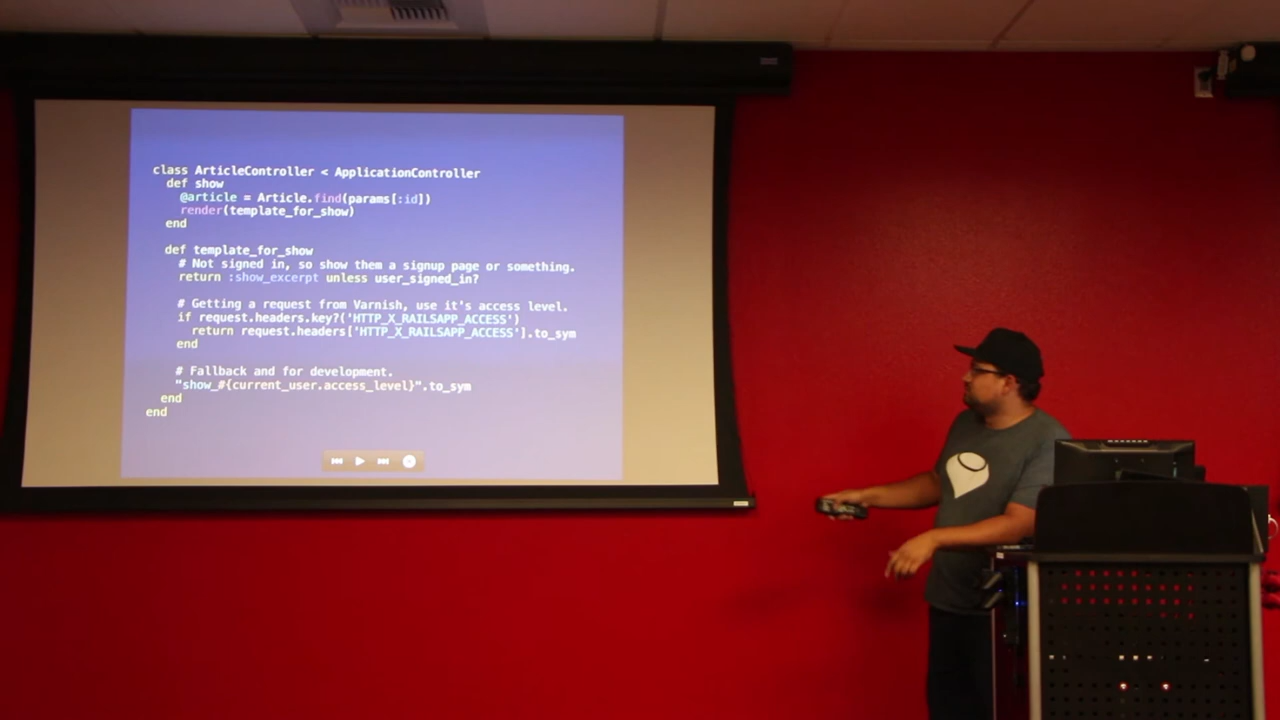 class ArticleController < ApplicationController
def show
@article = Article.find(params[:id])
render(template_for_show)
end
def template_for_show
# Not signed in, so show them a signup page or something.
return :show_excerpt unless user_signed_in?
# Getting a request from Varnish, use it's access level.
if request.headers.key?('HTTP_X_RAILSAPP_ACCESS')
return request.headers['HTTP_X_RAILSAPP_ACCESS'].to_sym
end
# Fallback and for development.
"show_#{current_user.access_level}".to_sym
end
end